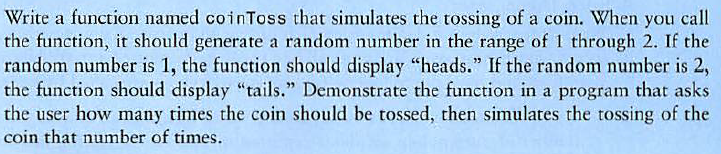 Write a function named coinToss that simulates the tossing of a coin. When you call
the function, it should generate a random number in the range of 1 through 2. If the
random number is 1, the function should display “heads.” If the random number is 2,
the function should display “tails.” Demonstrate the function in a program that asks
the user how many times the coin should be tossed, then simulates the tossing of the
coin that number of times.